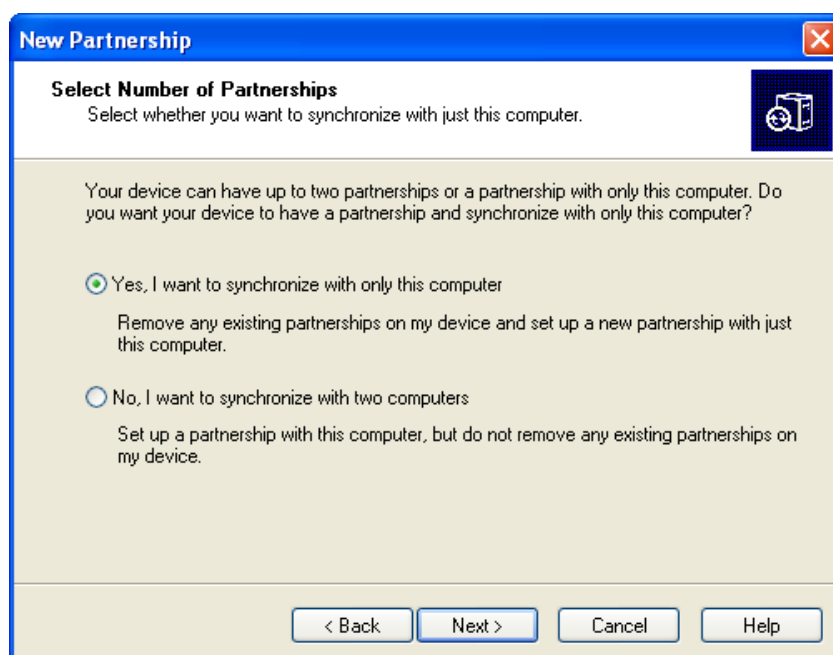 New Partnership
Select Number of Partnerships
Select whether you want to synchronize with just this computer.
Your device can have up to two partnerships or a partnership with only this computer. Do
you want your device to have a partnership and synchronize with only this computer?
Yes, I want to synchronize with only this computer
Remove any existing partnerships on my device and set up a new partnership with just
this computer.
No, I want to synchronize with two computers
Set up a partnership with this computer, but do not remove any existing partnerships on
my device.
< Back Next > Cancel Help